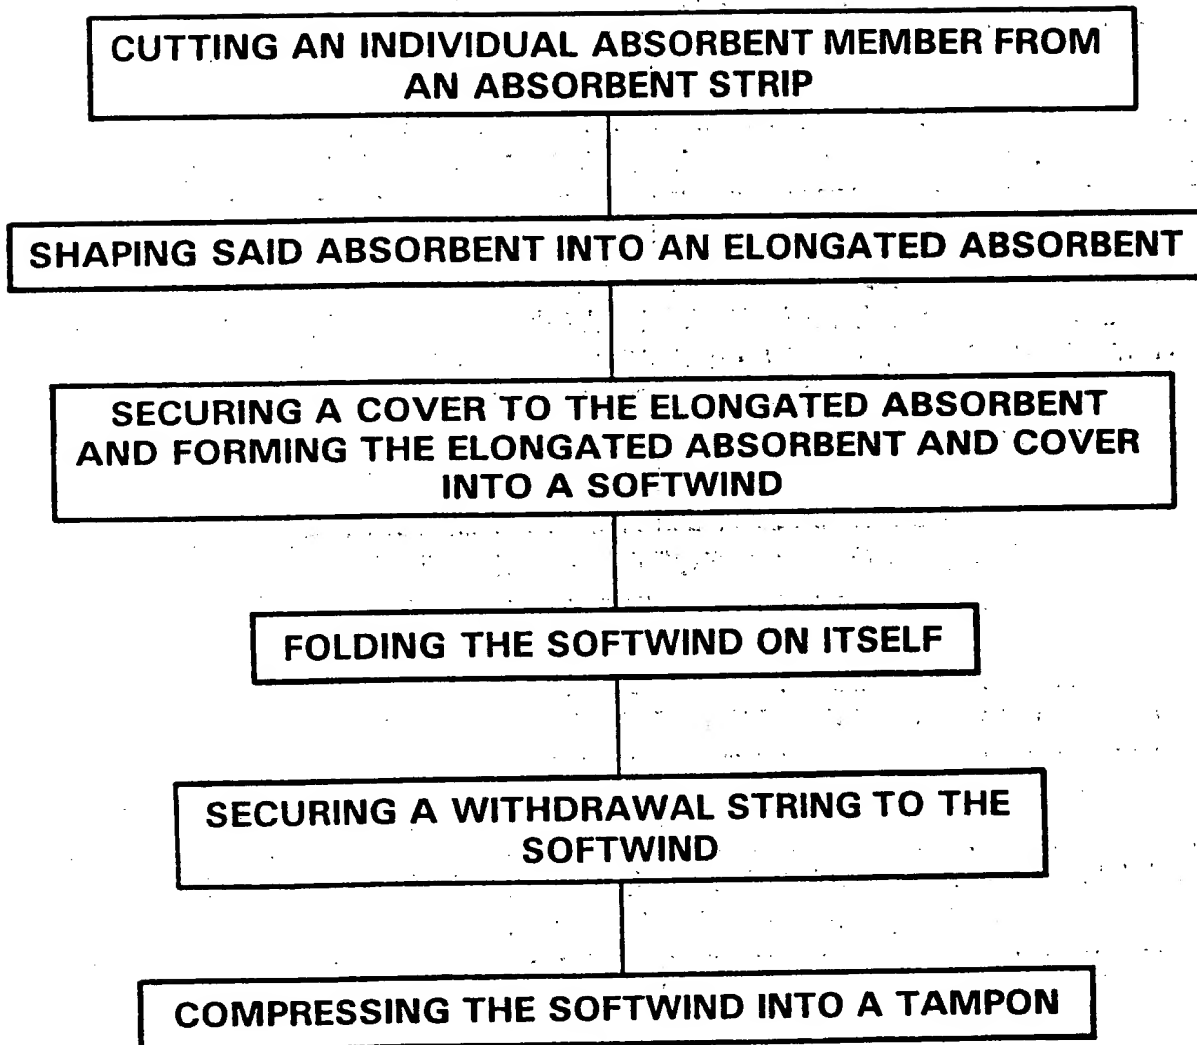 CUTTING AN INDIVIDUAL ABSORBENT MEMBER FROM
AN ABSORBENT STRIP
SHAPING SAID ABSORBENT INTO AN ELONGATED ABSORBENT
SECURING A COVER TO THE ELONGATED ABSORBENT
AND FORMING THE ELONGATED ABSORBENT AND COVER
INTO A SOFTWIND
FOLDING THE SOFTWIND ON ITSELF
SECURING A WITHDRAWAL STRING TO THE
SOFTWIND
COMPRESSING THE SOFTWIND INTO A TAMPON